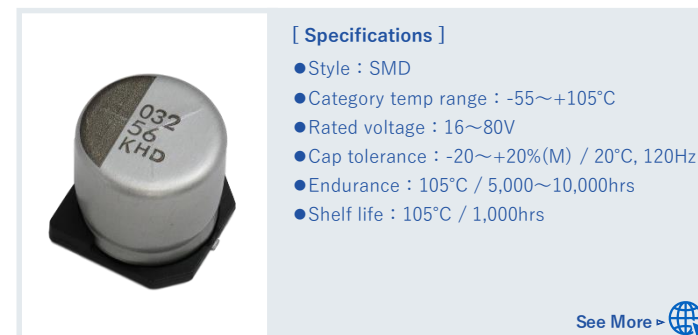 032
56
KHD
[ Specifications ]
●Style：SMD
●Category temp range：-55～+105°C
●Rated voltage：16～80V
●Cap tolerance：-20～+20%(M) / 20°C, 120Hz
●Endurance：105°C / 5,000～10,000hrs
●Shelf life：105°C / 1,000hrs
See More ▻